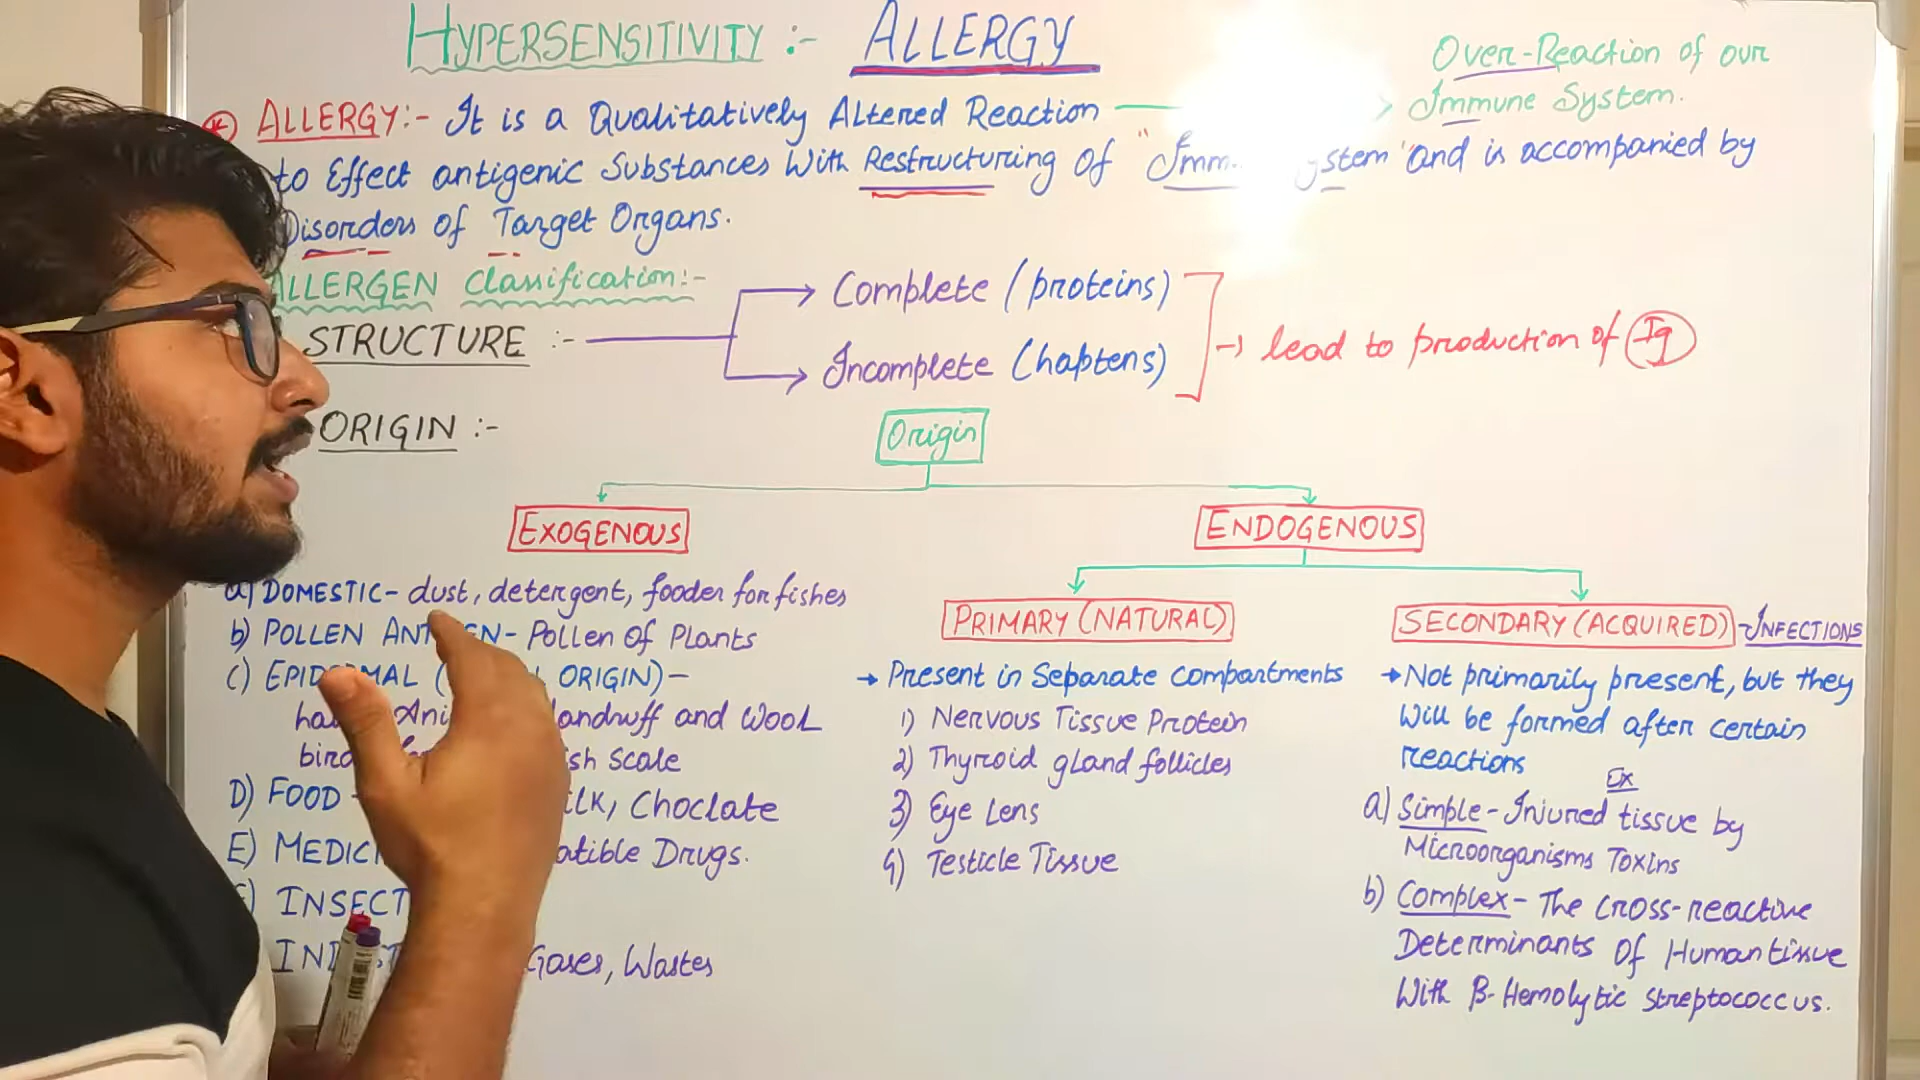 HYPERSENSITIVITY :- ALLERGY
Over-Reaction of our
Immune System.
* ALLERGY:- It is a Qualitatively Altered Reaction
to Effect antigenic Substances With Restructuring of " and is accompanied by
Disorders of Target Organs.
ALLERGEN Classification:-
STRUCTURE :-
Complete (proteins)
Incomplete (haptens)
lead to production of Ig
ORIGIN :-
Origin
EXOGENOUS
a) DOMESTIC- dust, detergent, fooder for fishes
b) POLLEN - Pollen Of Plants
c) ORIGIN)-
dandruff and Wool
Scale
D) FOOD Choclate
E) Drugs.
INSECT
Gases, Wastes
ENDOGENOUS
PRIMARY (NATURAL)
→ Present in Separate compartments
1) Nervous Tissue Protein
2) Thyroid gland follicles
3) Eye Lens
4) Testicle Tissue
SECONDARY (ACQUIRED) - INFECTIONS
→ Not primarily present, but they
Will be formed after certain
reactions
Ex
a) Simple - Injured tissue by
Microorganisms Toxins
b) Complex - The cross-reactive
Determinants Of Human tissue
With β-Hemolytic Streptococcus.